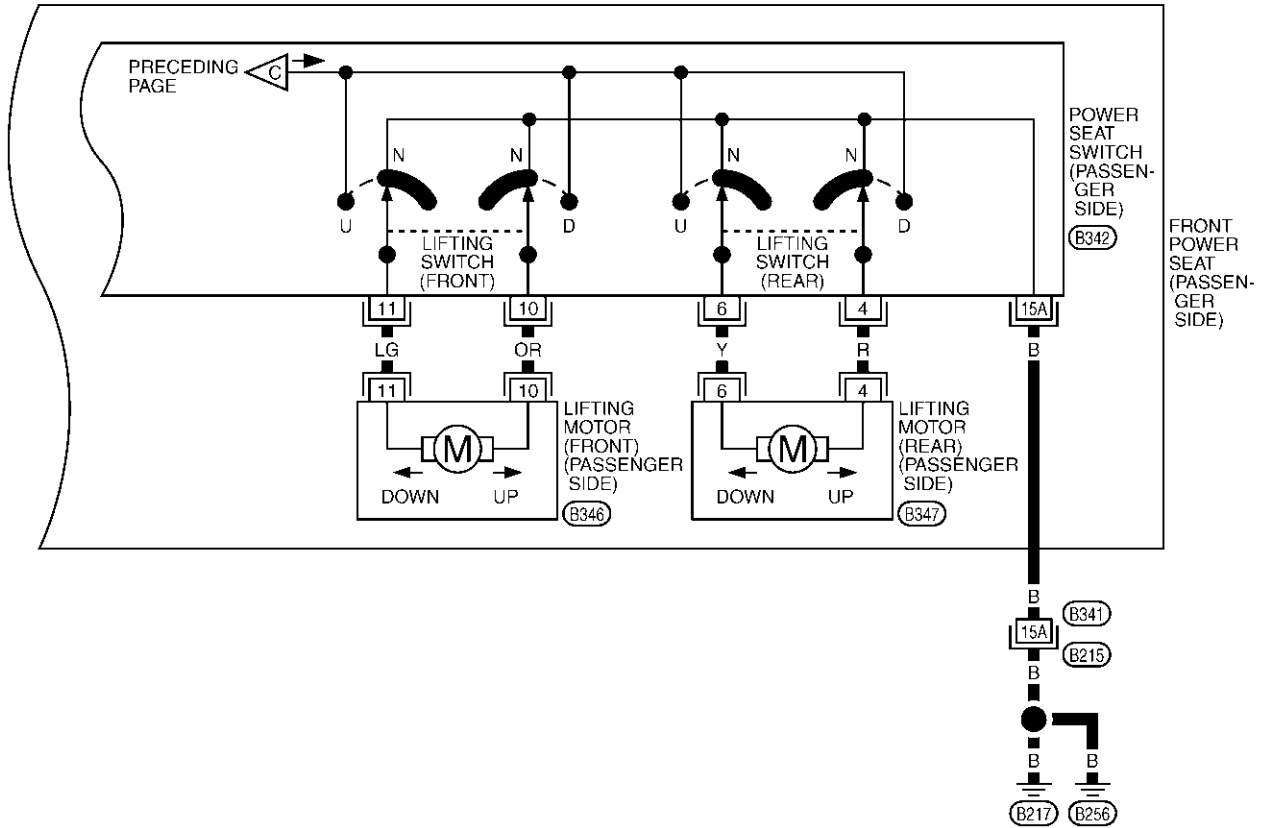 PRECEDING
PAGE
C
N
N
N
N
U
D
U
D
LIFTING
SWITCH
(FRONT)
LIFTING
SWITCH
(REAR)
POWER
SEAT
SWITCH
(PASSEN-
GER
SIDE)
B342
FRONT
POWER
SEAT
(PASSEN-
GER
SIDE)
11
10
6
4
15A
LG
OR
Y
R
B
11
10
6
4
M
DOWN
UP
LIFTING
MOTOR
(FRONT)
(PASSENGER
SIDE)
B346
M
DOWN
UP
LIFTING
MOTOR
(REAR)
(PASSENGER
SIDE)
B347
B
15A
B341
B215
B
B
B
B217
B256